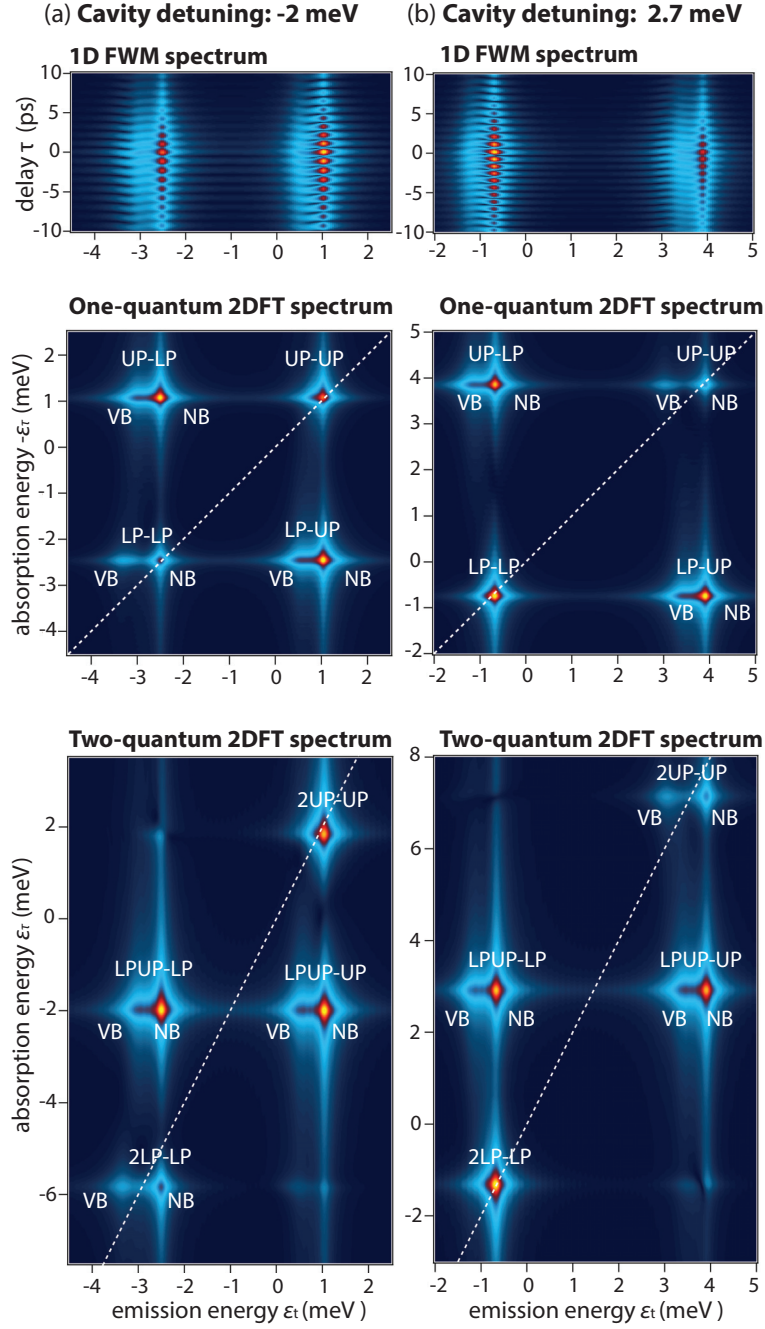 (a) Cavity detuning: -2 meV
(b) Cavity detuning: 2.7 meV
1D FWM spectrum
1D FWM spectrum
delay τ (ps)
10
5
0
-5
-10
-4
-3
-2
-1
0
1
2
10
5
0
-5
-10
-2
-1
0
1
2
3
4
5
One-quantum 2DFT spectrum
One-quantum 2DFT spectrum
absorption energy -ετ (meV)
2
1
0
-1
-2
-3
-4
UP-LP
UP-UP
VB
NB
LP-LP
LP-UP
VB
NB
VB
NB
-4
-3
-2
-1
0
1
2
5
4
3
2
1
0
-1
-2
UP-LP
UP-UP
VB
NB
VB
NB
LP-LP
LP-UP
VB
NB
-2
-1
0
1
2
3
4
5
Two-quantum 2DFT spectrum
Two-quantum 2DFT spectrum
absorption energy ετ (meV)
2
0
-2
-4
-6
2UP-UP
LPUP-LP
LPUP-UP
VB
NB
VB
NB
2LP-LP
VB
NB
-4
-3
-2
-1
0
1
2
emission energy εt (meV )
8
6
4
2
0
-2
2UP-UP
VB
NB
LPUP-LP
LPUP-UP
VB
NB
VB
NB
2LP-LP
-2
-1
0
1
2
3
4
5
emission energy εt (meV )